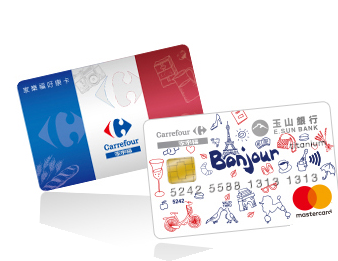 家樂福好康卡
Carrefour
家樂福
Carrefour
家樂福
玉山銀行
E.SUN BANK
titanium
Bonjour
5242 5588 1313 1313
5242
mastercard